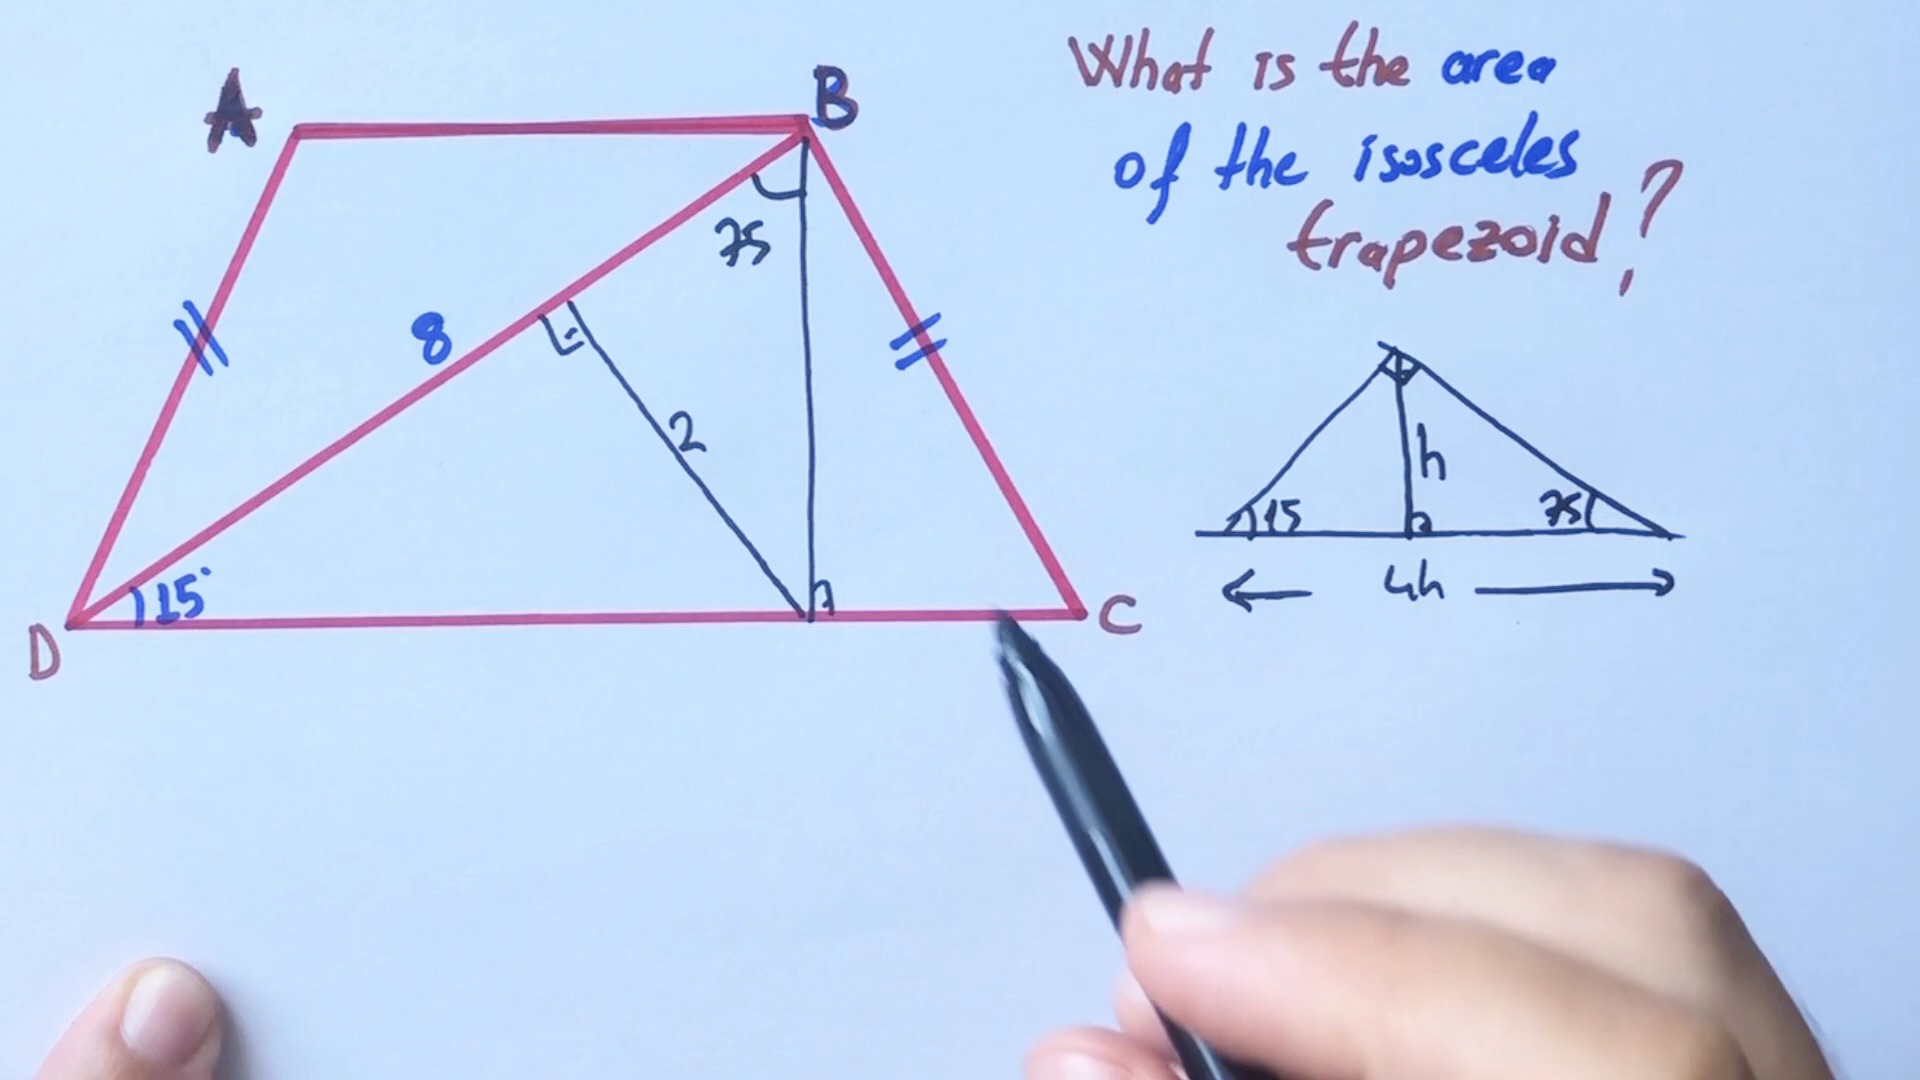 What is the area
of the isosceles
trapezoid?
A
B
75
8
2
15°
D
C
h
15
75
4h